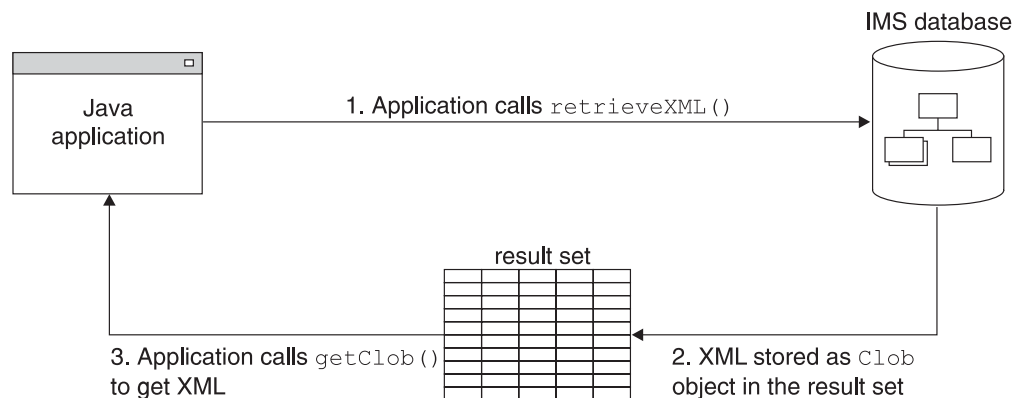 IMS database
Java
application
1. Application calls retrieveXML()
result set
3. Application calls getClob()
to get XML
2. XML stored as Clob
object in the result set